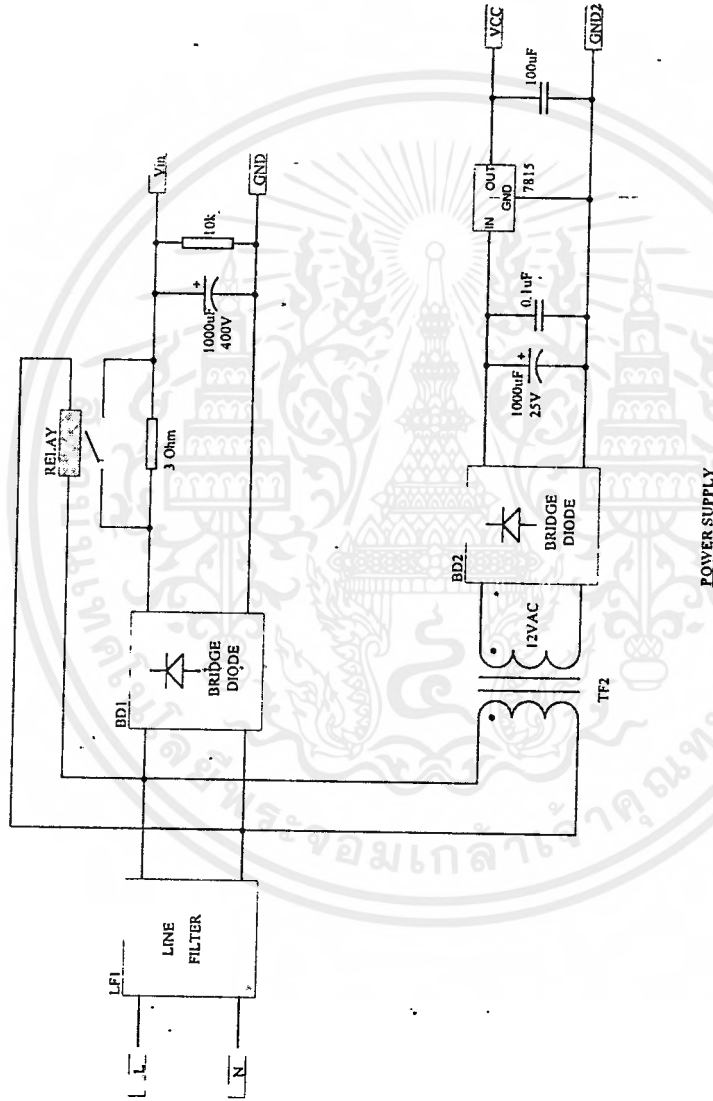 L
N
LF1
LINE
FILTER
BD1
BRIDGE
DIODE
RELAY
3 Ohm
1000uF
400V
+
10k
Vin
GND
TF2
12VAC
BD2
BRIDGE
DIODE
1000uF
25V
+
0.1uF
IN
OUT
GND
7815
100uF
VCC
GND2
POWER SUPPLY